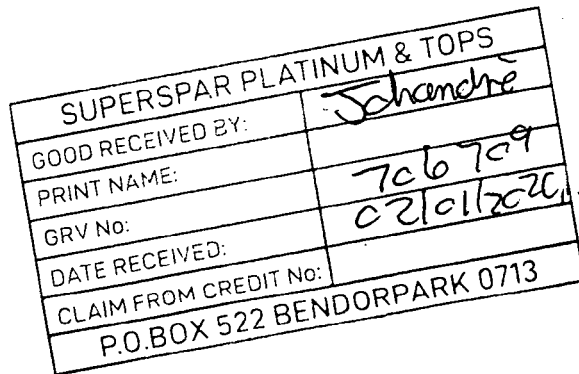 SUPERSPAR PLATINUM & TOPS
GOOD RECEIVED BY: Johandrè
PRINT NAME:
GRV No: 706709
DATE RECEIVED: 02/01/2020
CLAIM FROM CREDIT No:
P.O.BOX 522 BENDORPARK 0713